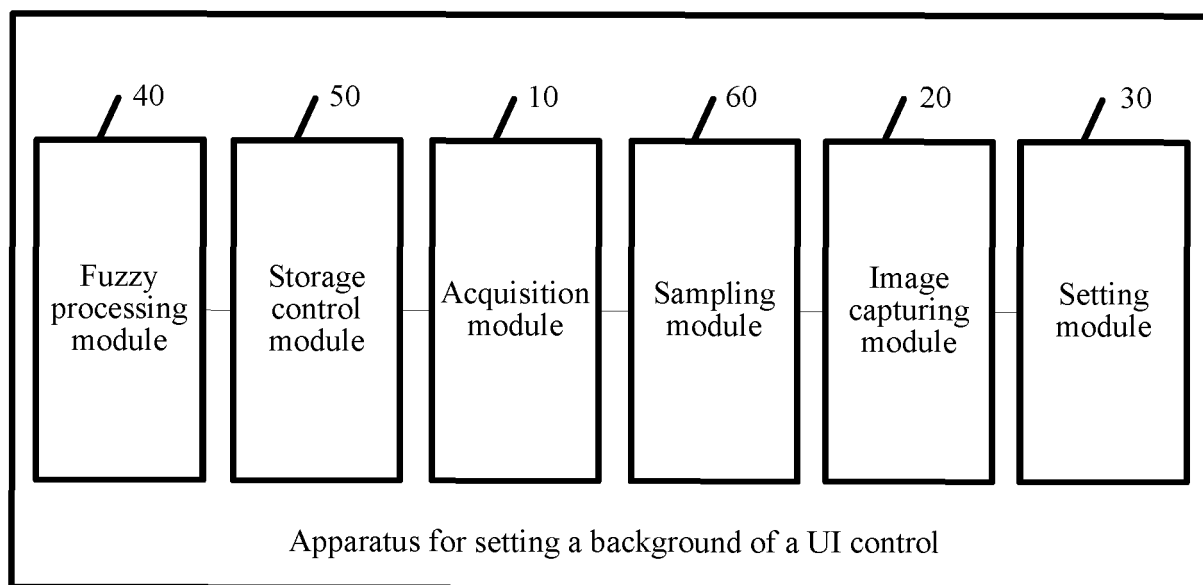 40
50
10
60
20
30
Fuzzy
processing
module
Storage
control
module
Acquisition
module
Sampling
module
Image
capturing
module
Setting
module
Apparatus for setting a background of a UI control